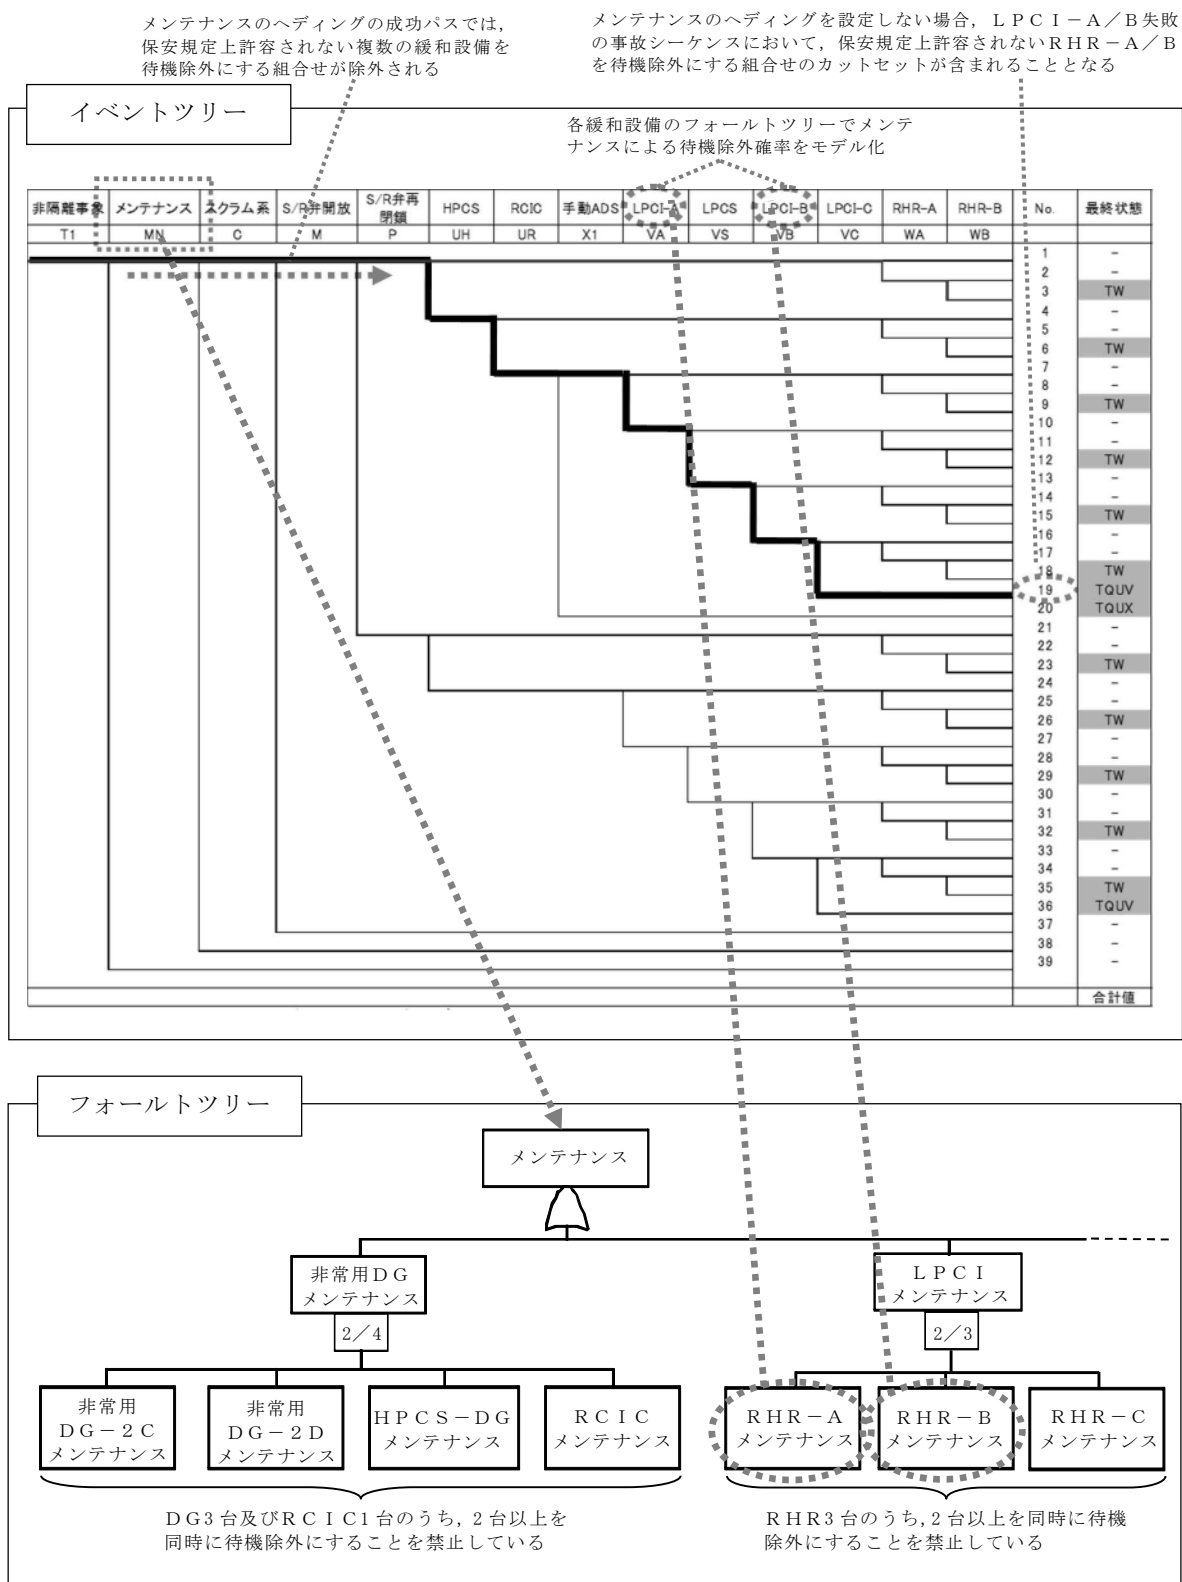 メンテナンスのヘディングの成功パスでは，
保安規定上許容されない複数の緩和設備を
待機除外にする組合せが除外される
メンテナンスのヘディングを設定しない場合，ＬＰＣＩ－Ａ／Ｂ失敗
の事故シーケンスにおいて，保安規定上許容されないＲＨＲ－Ａ／Ｂ
を待機除外にする組合せのカットセットが含まれることとなる
イベントツリー
各緩和設備のフォールトツリーでメンテ
ナンスによる待機除外確率をモデル化
非隔離事象 メンテナンス スクラム系 S/R弁開放 S/R弁再閉鎖 HPCS RCIC 手動ADS LPCI-A LPCS LPCI-B LPCI-C RHR-A RHR-B No. 最終状態
T1 MN C M P UH UR X1 VA VS VB VC WA WB
1 -
2 -
3 TW
4 -
5 -
6 TW
7 -
8 -
9 TW
10 -
11 -
12 TW
13 -
14 -
15 TW
16 -
17 -
18 TW
19 TQUV
20 TQUX
21 -
22 -
23 TW
24 -
25 -
26 TW
27 -
28 -
29 TW
30 -
31 -
32 TW
33 -
34 -
35 TW
36 TQUV
37 -
38 -
39 -
合計値
フォールトツリー
メンテナンス
非常用ＤＧ
メンテナンス
ＬＰＣＩ
メンテナンス
2／4
2／3
非常用
ＤＧ－２Ｃ
メンテナンス
非常用
ＤＧ－２Ｄ
メンテナンス
ＨＰＣＳ－ＤＧ
メンテナンス
ＲＣＩＣ
メンテナンス
ＲＨＲ－Ａ
メンテナンス
ＲＨＲ－Ｂ
メンテナンス
ＲＨＲ－Ｃ
メンテナンス
ＤＧ3台及びＲＣＩＣ1台のうち，2台以上を
同時に待機除外にすることを禁止している
ＲＨＲ3台のうち，2台以上を同時に待機
除外にすることを禁止している